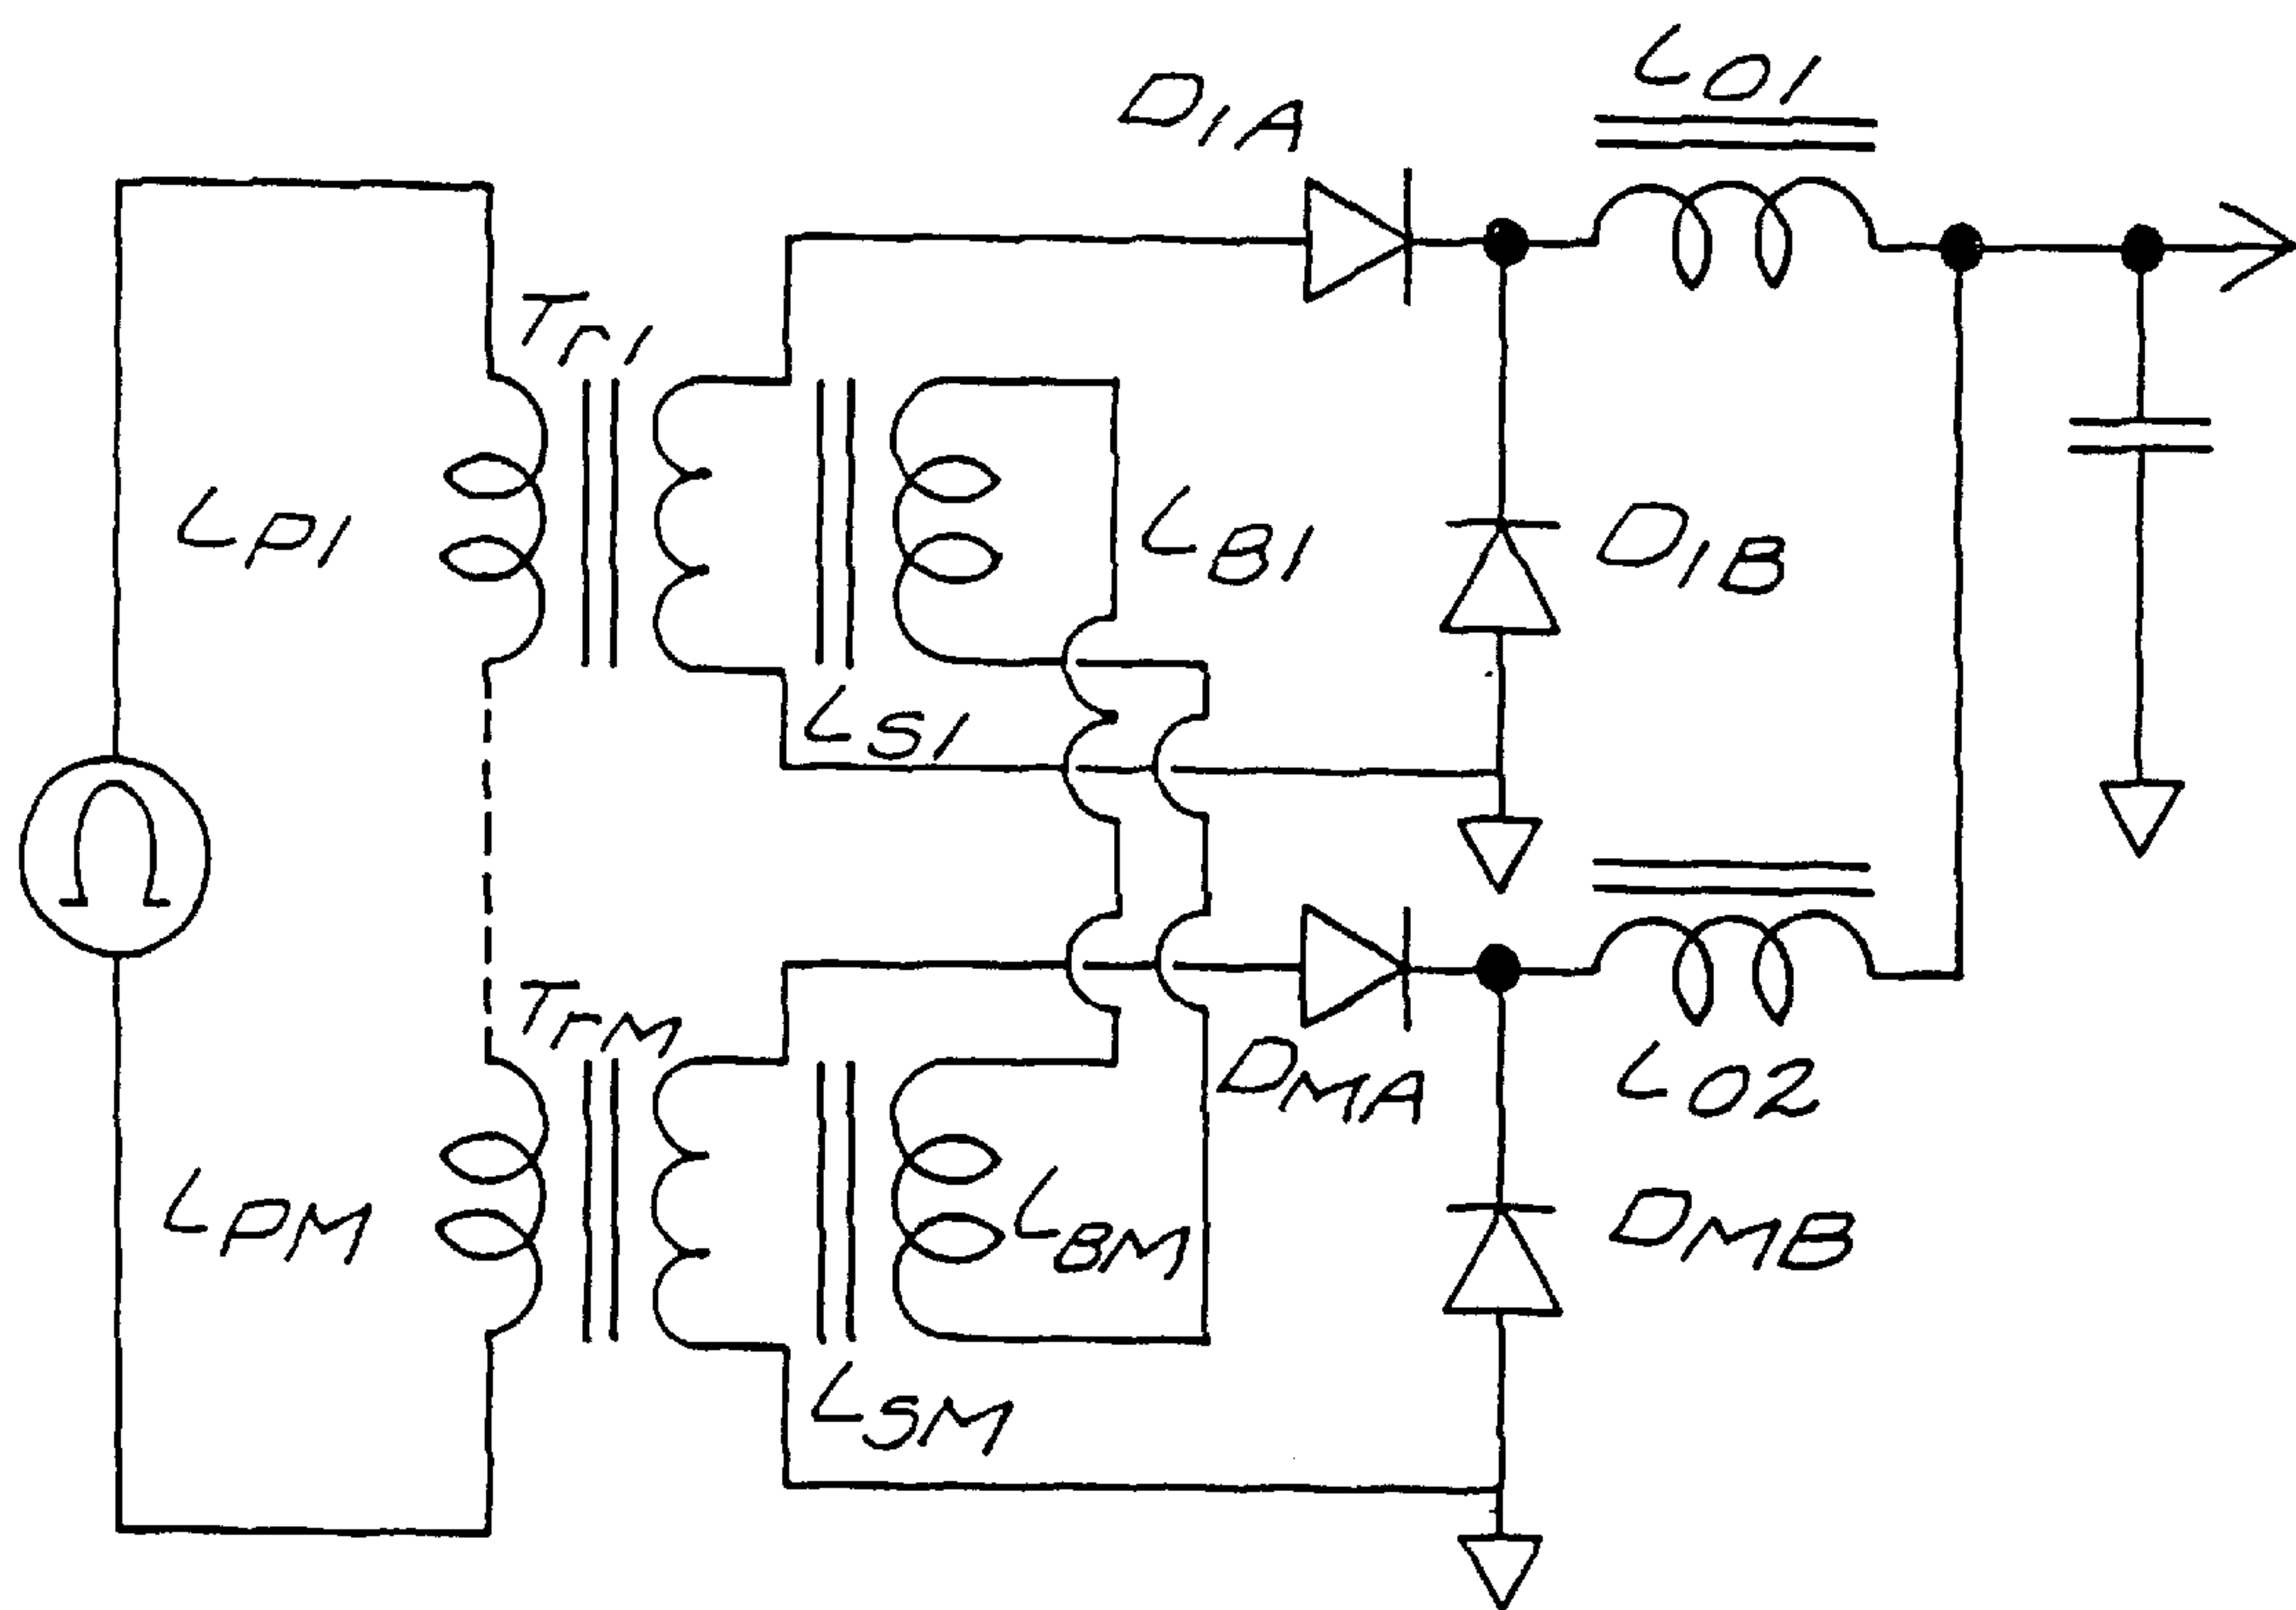 LO1
D1A
Tr1
LP1
LB1
D1B
LS1
Ω
TrM
DMA
LO2
LPM
LBM
DMB
LSM